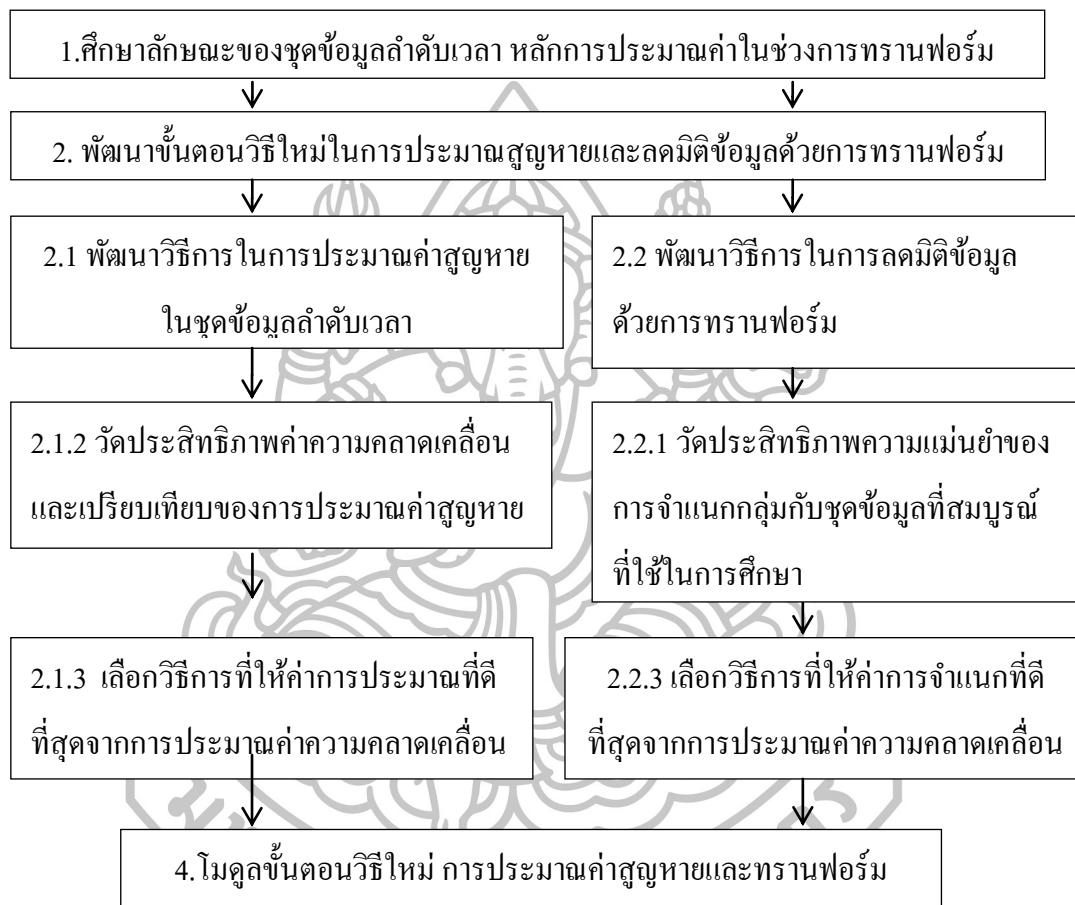 1.ศึกษาลักษณะของชุดข้อมูลลำดับเวลา หลักการประมาณค่าในช่วงการทรานฟอร์ม
2. พัฒนาขั้นตอนวิธีใหม่ในการประมาณสูญหายและลดมิติข้อมูลด้วยการทรานฟอร์ม
2.1 พัฒนาวิธีการในการประมาณค่าสูญหาย
ในชุดข้อมูลลำดับเวลา
2.2 พัฒนาวิธีการในการลดมิติข้อมูล
ด้วยการทรานฟอร์ม
2.1.2 วัดประสิทธิภาพค่าความคลาดเคลื่อน
และเปรียบเทียบของการประมาณค่าสูญหาย
2.2.1 วัดประสิทธิภาพความแม่นยำของ
การจำแนกกลุ่มกับชุดข้อมูลที่สมบูรณ์
ที่ใช้ในการศึกษา
2.1.3 เลือกวิธีการที่ให้ค่าการประมาณที่ดี
ที่สุดจากการประมาณค่าความคลาดเคลื่อน
2.2.3 เลือกวิธีการที่ให้ค่าการจำแนกที่ดี
ที่สุดจากการประมาณค่าความคลาดเคลื่อน
4.โมดูลขั้นตอนวิธีใหม่ การประมาณค่าสูญหายและทรานฟอร์ม